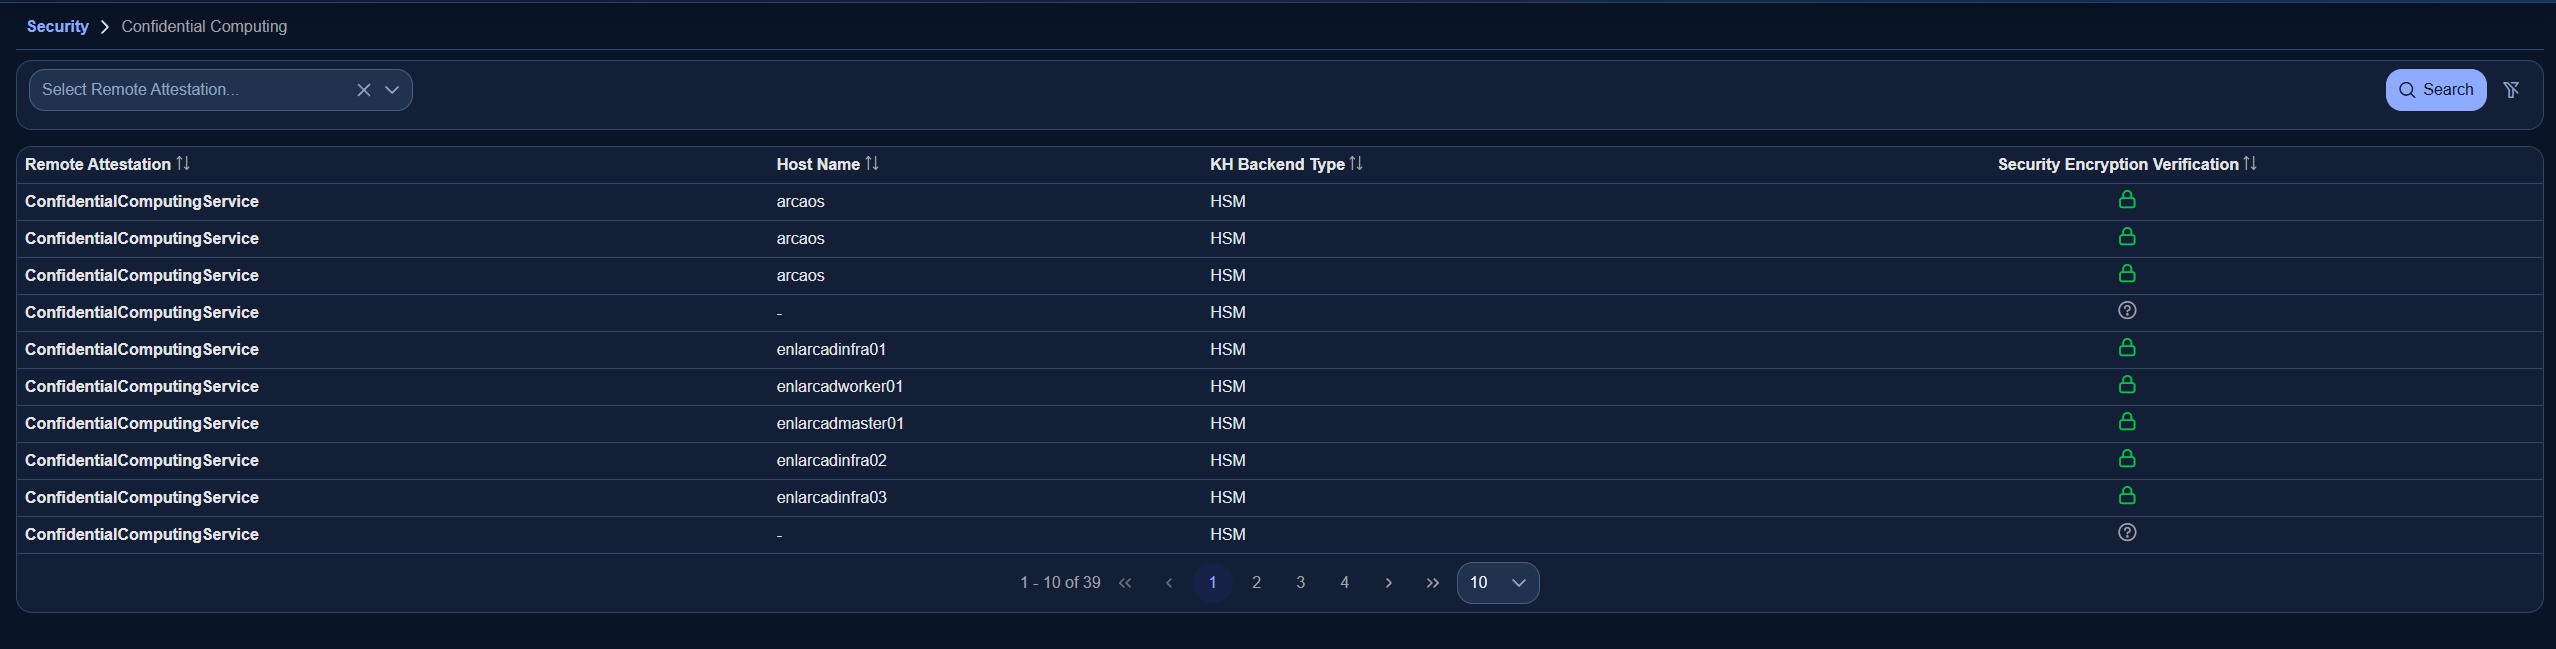 Security > Confidential Computing
Select Remote Attestation...
Search
Remote Attestation Host Name KH Backend Type Security Encryption Verification
ConfidentialComputingService arcaos HSM
ConfidentialComputingService arcaos HSM
ConfidentialComputingService arcaos HSM
ConfidentialComputingService - HSM
ConfidentialComputingService enlarcadinfra01 HSM
ConfidentialComputingService enlarcadworker01 HSM
ConfidentialComputingService enlarcadmaster01 HSM
ConfidentialComputingService enlarcadinfra02 HSM
ConfidentialComputingService enlarcadinfra03 HSM
ConfidentialComputingService - HSM
1 - 10 of 39 « ‹ 1 2 3 4 › » 10